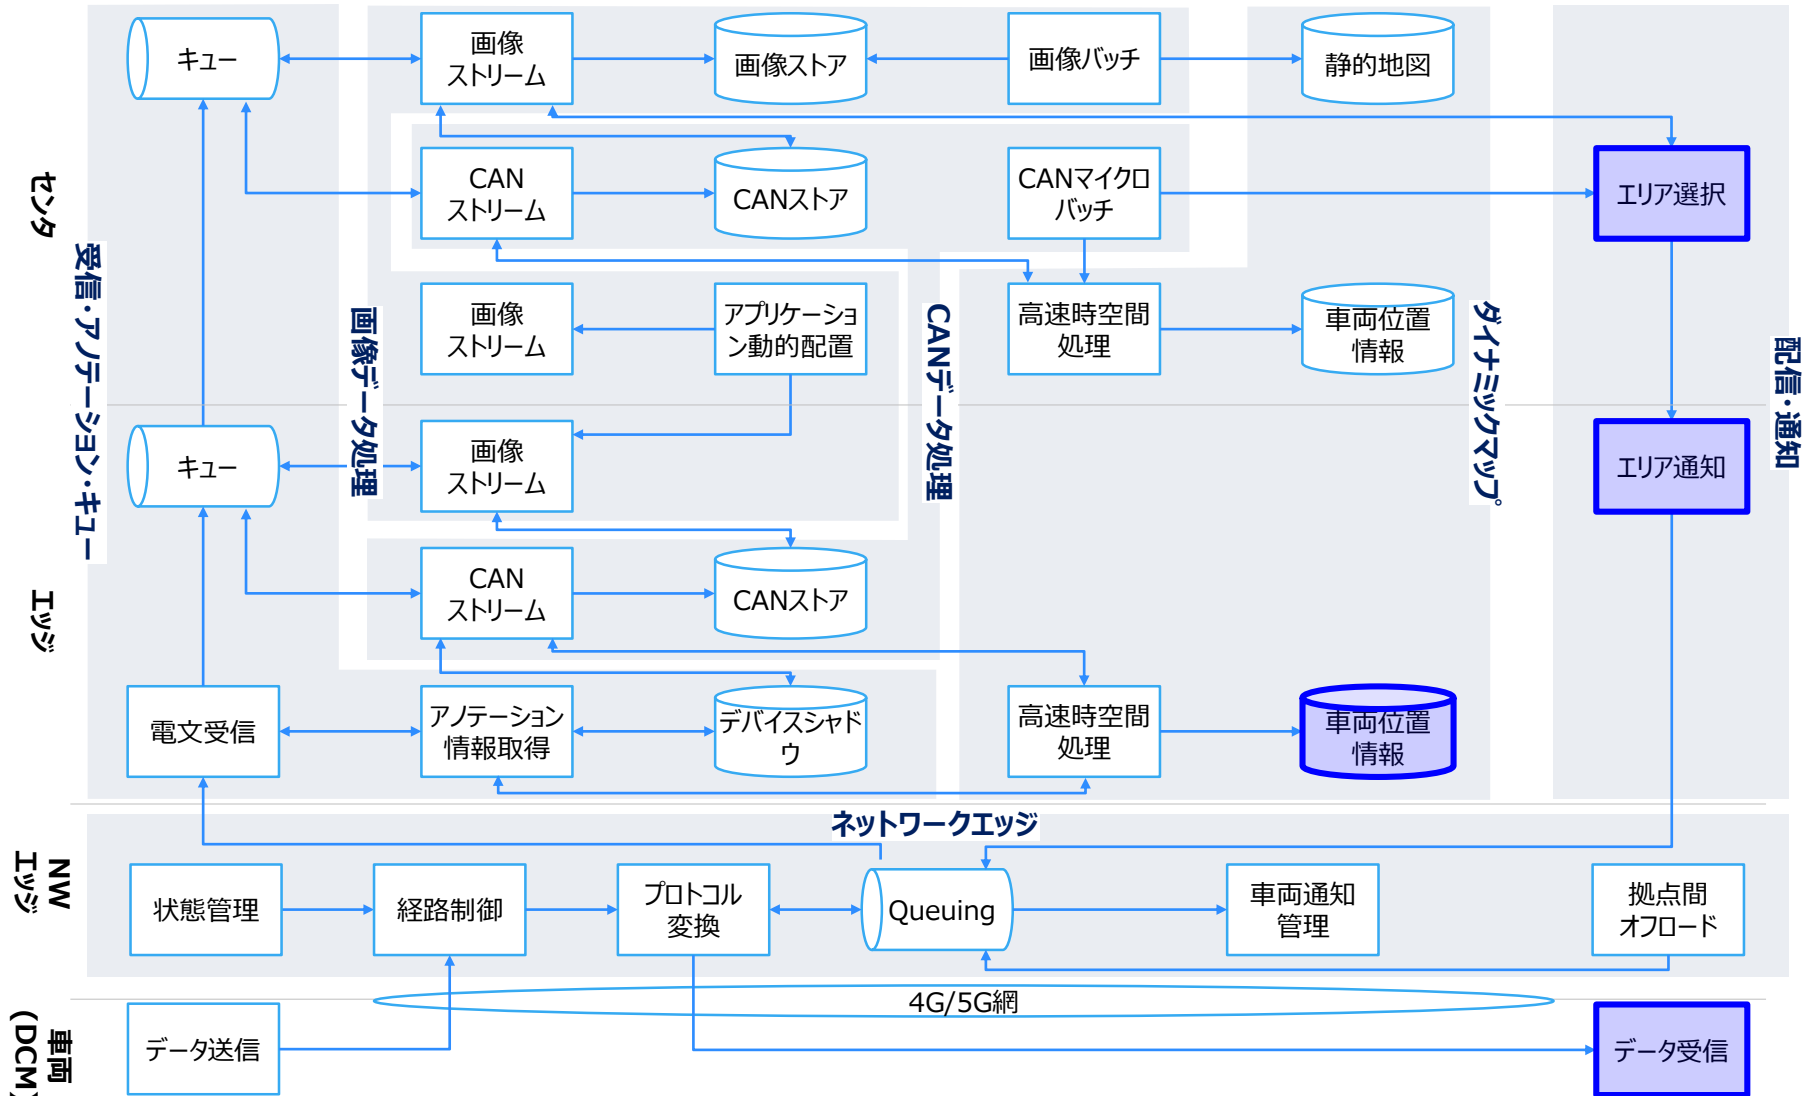 キュー
画像
ストリーム
画像ストア
画像バッチ
静的地図
センタ
CAN
ストリーム
CANストア
CANマイクロ
バッチ
エリア選択
受信・アノテーション・キュー
画像データ処理
画像
ストリーム
アプリケーショ
ン動的配置
CANデータ処理
高速時空間
処理
車両位置
情報
ダイナミックマップ
配信・通知
キュー
画像
ストリーム
エリア通知
エッジ
CAN
ストリーム
CANストア
電文受信
アノテーション
情報取得
デバイスシャド
ウ
高速時空間
処理
車両位置
情報
ネットワークエッジ
NW
エッジ
状態管理
経路制御
プロトコル
変換
Queuing
車両通知
管理
拠点間
オフロード
4G/5G網
車両
(DCM)
データ送信
データ受信